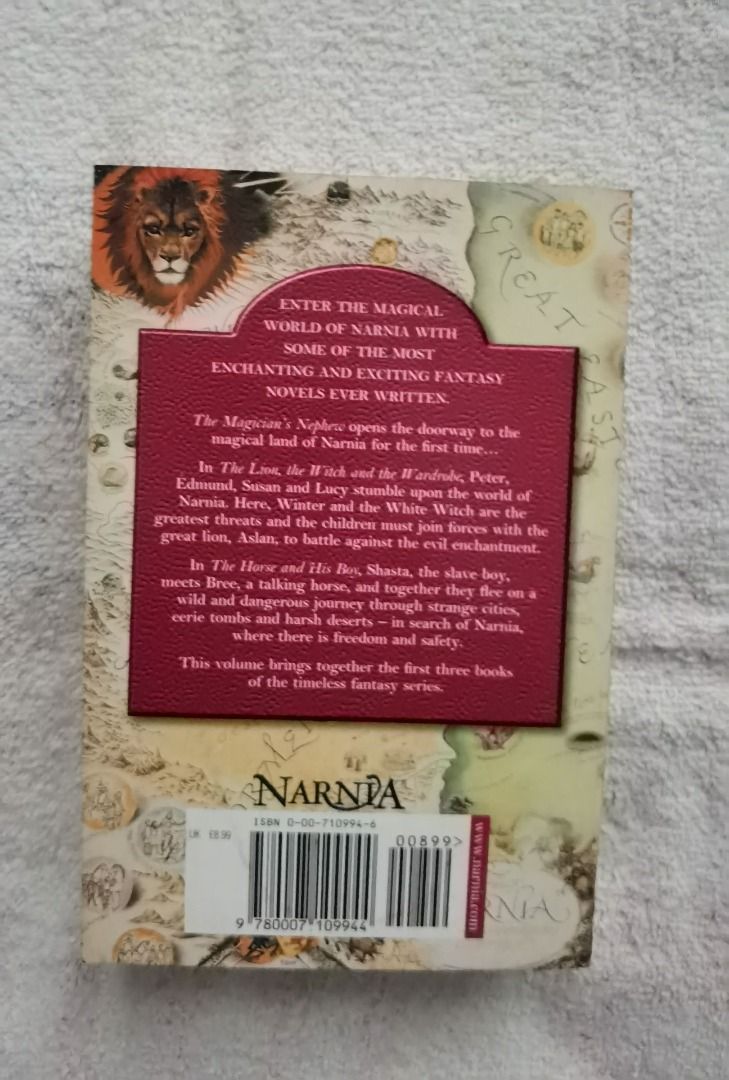 GREAT EAST
ENTER THE MAGICAL
WORLD OF NARNIA WITH
SOME OF THE MOST
ENCHANTING AND EXCITING FANTASY
NOVELS EVER WRITTEN.
The Magician's Nephew opens the doorway to the
magical land of Narnia for the first time...
In The Lion, the Witch and the Wardrobe, Peter,
Edmund, Susan and Lucy stumble upon the world of
Narnia. Here, Winter and the White Witch are the
greatest threats and the children must join forces with the
great lion, Aslan, to battle against the evil enchantment.
In The Horse and His Boy, Shasta, the slave-boy,
meets Bree, a talking horse, and together they flee on a
wild and dangerous journey through strange cities,
eerie tombs and harsh deserts – in search of Narnia,
where there is freedom and safety.
This volume brings together the first three books
of the timeless fantasy series.
NARNIA
ISBN 0-00-710994-6
UK £8.99
00899>
9 780007 109944
www.narnia.com
RNIA